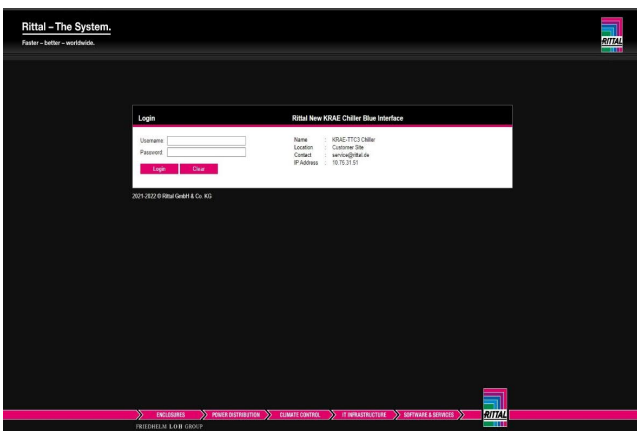 Rittal – The System.
Faster – better – worldwide.
RITTAL
Login
Rittal New KRAE Chiller Blue Interface
Username:
Password:
Login Clear
Name : KRAE-TTC3 Chiller
Location : Customer Site
Contact : service@rittal.de
IP Address : 10.75.31.51
2021-2022 © Rittal GmbH & Co. KG
ENCLOSURES POWER DISTRIBUTION CLIMATE CONTROL IT INFRASTRUCTURE SOFTWARE & SERVICES
RITTAL
FRIEDHELM LOH GROUP